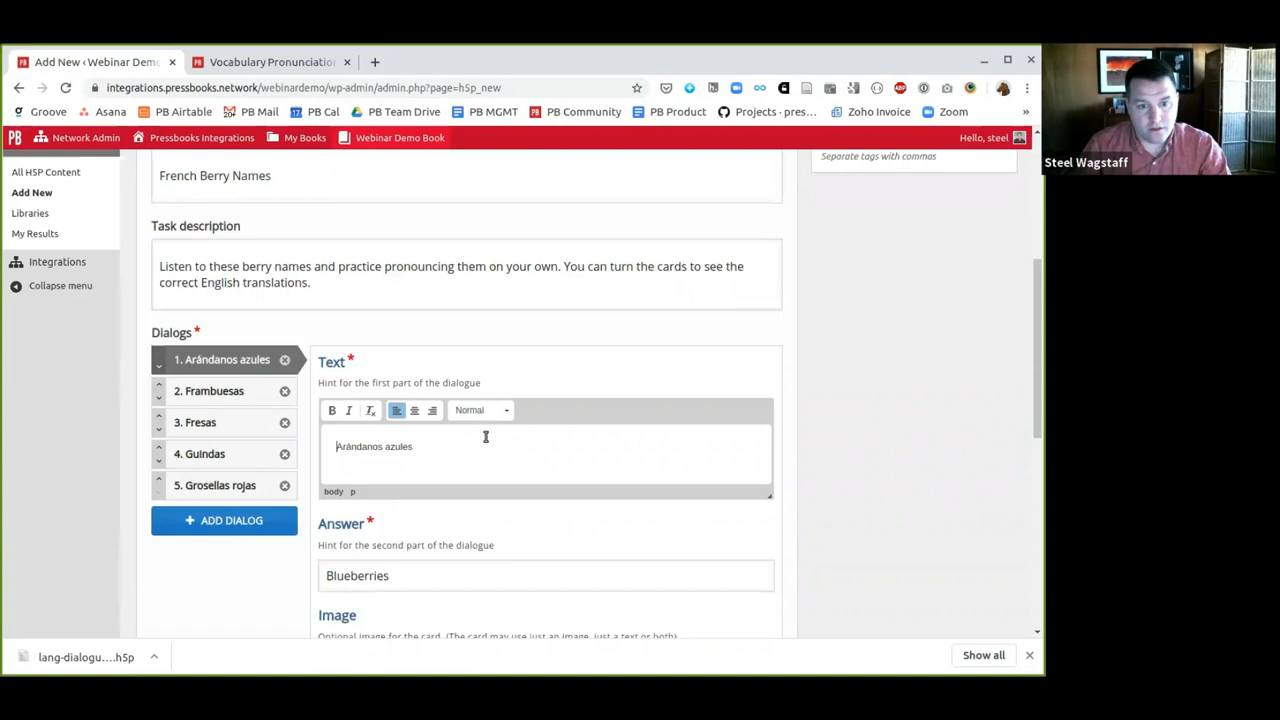 Add New ‹ Webinar Demo
Vocabulary Pronunciation
integrations.pressbooks.network/webinardemo/wp-admin/admin.php?page=h5p_new
Groove
Asana
PB Airtable
PB Mail
PB Cal
PB Team Drive
PB MGMT
PB Community
PB Product
Projects · pres…
Zoho Invoice
Zoom
PB
Network Admin
Pressbooks Integrations
My Books
Webinar Demo Book
Hello, steel
Steel Wagstaff
All H5P Content
Add New
Libraries
My Results
Integrations
Collapse menu
Separate tags with commas
French Berry Names
Task description
Listen to these berry names and practice pronouncing them on your own. You can turn the cards to see the
correct English translations.
Dialogs *
1. Arándanos azules
2. Frambuesas
3. Fresas
4. Guindas
5. Grosellas rojas
+ ADD DIALOG
Text *
Hint for the first part of the dialogue
B I Tx Normal
Arándanos azules
body p
Answer *
Hint for the second part of the dialogue
Blueberries
Image
Optional image for the card. (The card may use just an image, just a text or both)
lang-dialogu….h5p
Show all